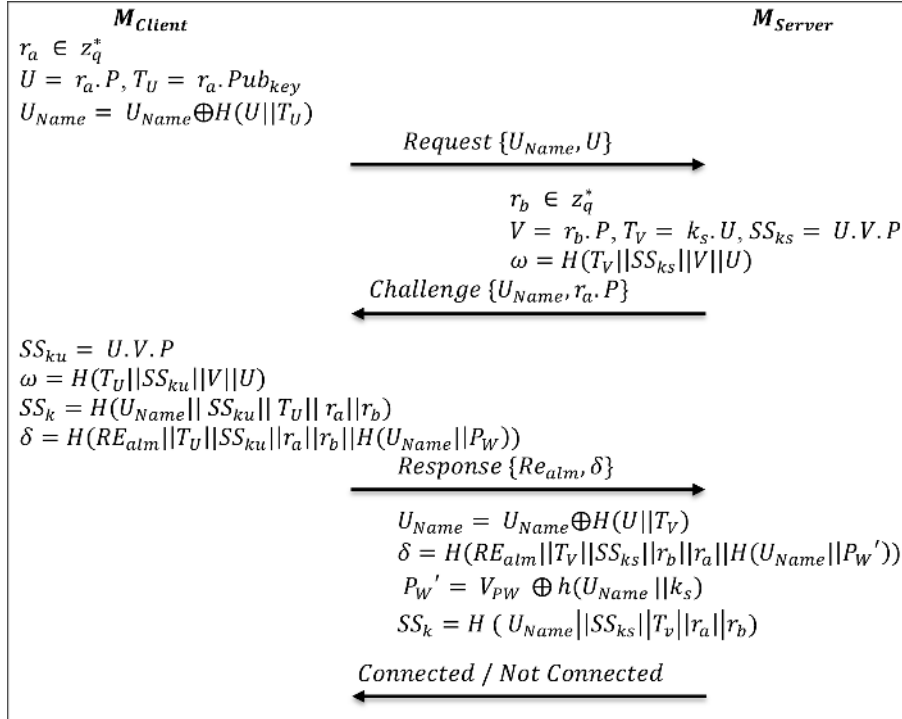 M_Client M_Server
r_a ∈ z_q^*
U = r_a.P, T_U = r_a.Pub_key
U_Name = U_Name⊕H(U||T_U)
Request {U_Name, U}
r_b ∈ z_q^*
V = r_b.P, T_V = k_s.U, SS_ks = U.V.P
ω = H(T_V||SS_ks||V||U)
Challenge {U_Name, r_a.P}
SS_ku = U.V.P
ω = H(T_U||SS_ku||V||U)
SS_k = H(U_Name|| SS_ku|| T_U|| r_a||r_b)
δ = H(RE_alm||T_U||SS_ku||r_a||r_b||H(U_Name||P_W))
Response {Re_alm, δ}
U_Name = U_Name⊕H(U||T_V)
δ = H(RE_alm||T_V||SS_ks||r_b||r_a||H(U_Name||P_W'))
P_W' = V_PW ⊕ h(U_Name ||k_s)
SS_k = H ( U_Name||SS_ks||T_v||r_a||r_b)
Connected / Not Connected